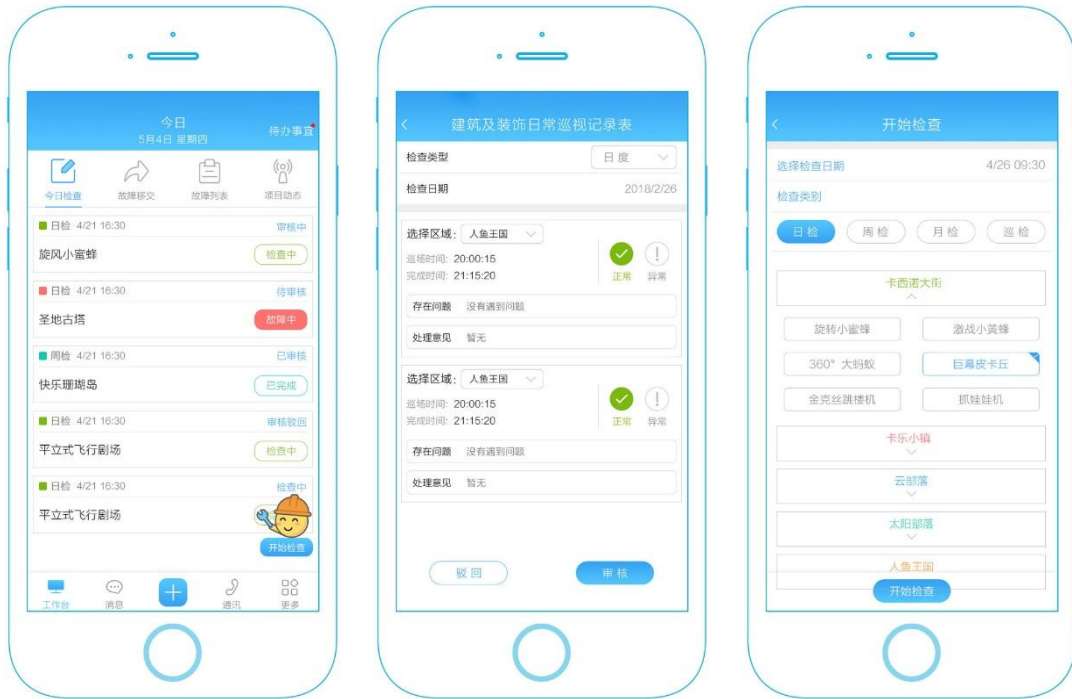 今日
5月4日 星期四
待办事宜
今日检查 故障移交 故障列表 项目动态
日检 4/21 16:30 审核中
旋风小蜜蜂 检查中
日检 4/21 16:30 待审核
圣地古塔 故障中
周检 4/21 16:30 已审核
快乐珊瑚岛 已完成
日检 4/21 16:30 审核驳回
平立式飞行剧场 检查中
日检 4/21 16:30 检查中
平立式飞行剧场
开始检查
工作台 消息 通讯 更多
建筑及装饰日常巡视记录表
检查类型 日度
检查日期 2018/2/26
选择区域： 人鱼王国
巡场时间: 20:00:15
完成时间: 21:15:20
正常 异常
存在问题 没有遇到问题
处理意见 暂无
选择区域： 人鱼王国
巡场时间: 20:00:15
完成时间: 21:15:20
正常 异常
存在问题 没有遇到问题
处理意见 暂无
驳回 审核
开始检查
选择检查日期 4/26 09:30
检查类别
日检 周检 月检 巡检
卡西诺大街
旋转小蜜蜂 激战小黄蜂
360° 大蚂蚁 巨幕皮卡丘
金克丝跳楼机 抓娃娃机
卡乐小镇
云部落
太阳部落
人鱼王国
开始检查